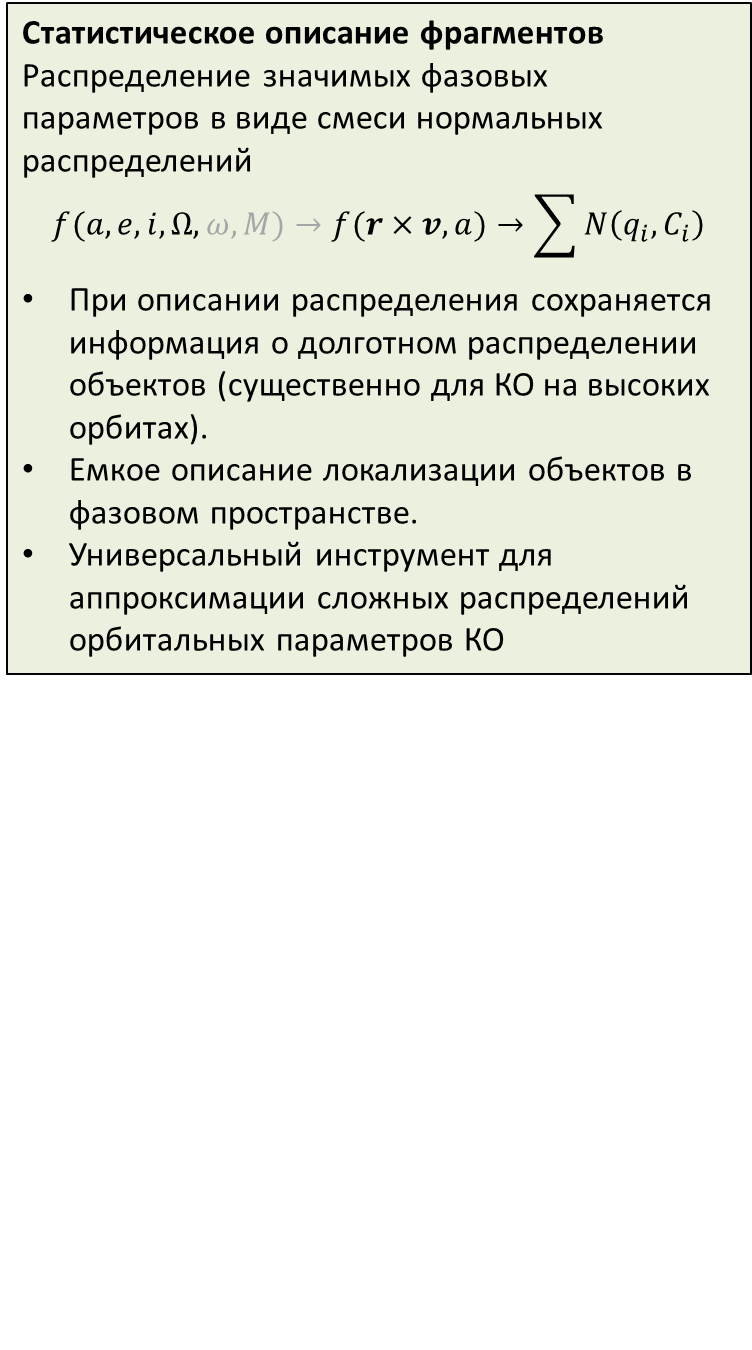 Статистическое описание фрагментов
Распределение значимых фазовых
параметров в виде смеси нормальных
распределений
f(a, e, i, Ω, ω, M) → f(r × v, a) → ∑ N(qᵢ, Cᵢ)
• При описании распределения сохраняется
информация о долготном распределении
объектов (существенно для КО на высоких
орбитах).
• Емкое описание локализации объектов в
фазовом пространстве.
• Универсальный инструмент для
аппроксимации сложных распределений
орбитальных параметров КО